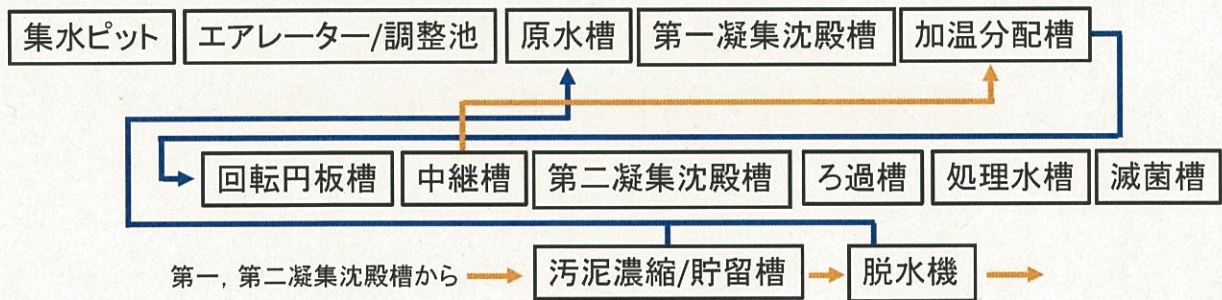 集水ピット エアレーター/調整池 原水槽 第一凝集沈殿槽 加温分配槽
回転円板槽 中継槽 第二凝集沈殿槽 ろ過槽 処理水槽 滅菌槽
第一, 第二凝集沈殿槽から 汚泥濃縮/貯留槽 脱水機